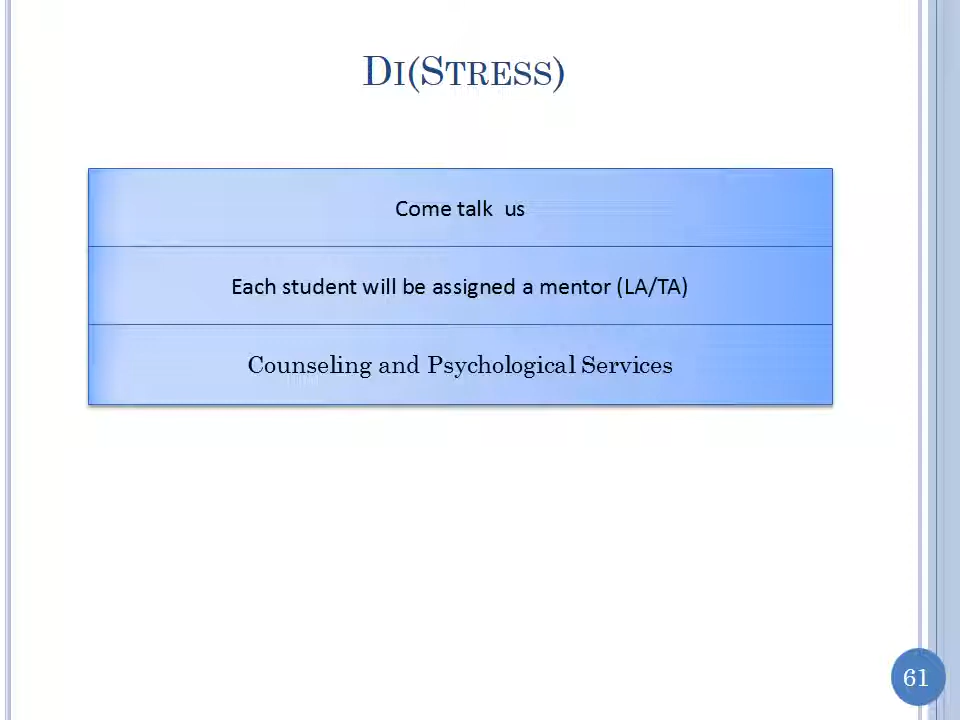 Di(Stress)
Come talk  us
Each student will be assigned a mentor (LA/TA)
Counseling and Psychological Services
61